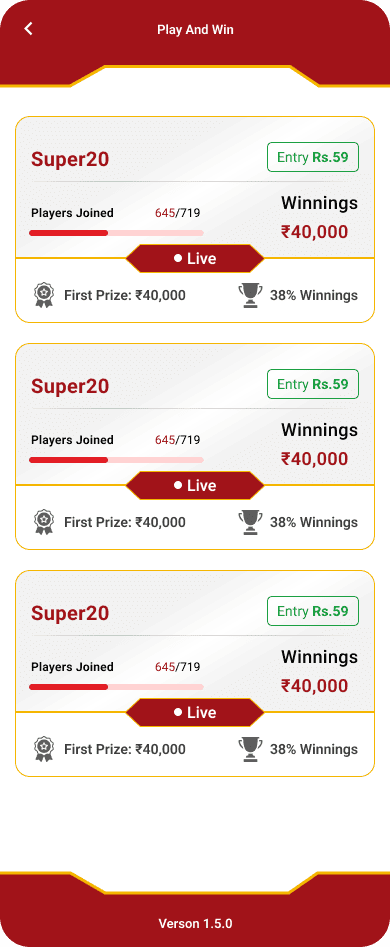 Play And Win
Super20
Entry Rs.59
Players Joined 645/719
Winnings
₹40,000
Live
First Prize: ₹40,000
38% Winnings
Super20
Entry Rs.59
Players Joined 645/719
Winnings
₹40,000
Live
First Prize: ₹40,000
38% Winnings
Super20
Entry Rs.59
Players Joined 645/719
Winnings
₹40,000
Live
First Prize: ₹40,000
38% Winnings
Verson 1.5.0